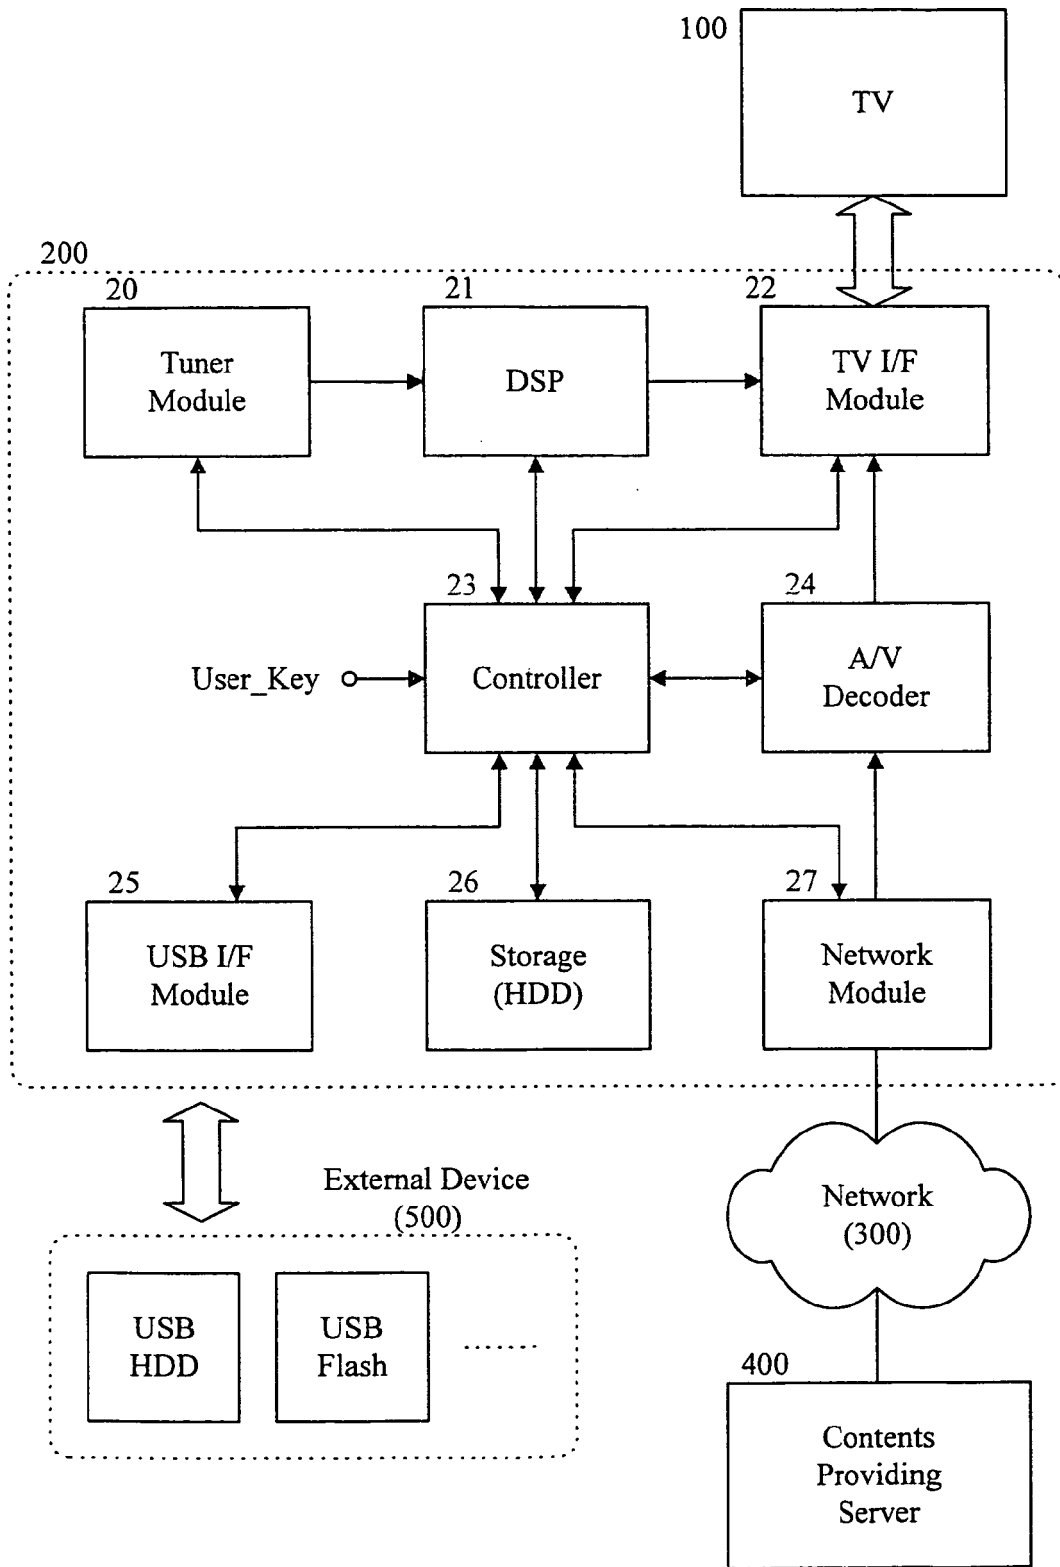 100
TV
200
20
21
22
Tuner
Module
DSP
TV I/F
Module
23
24
User_Key
Controller
A/V
Decoder
25
26
27
USB I/F
Module
Storage
(HDD)
Network
Module
External Device
(500)
Network
(300)
USB
HDD
USB
Flash
400
Contents
Providing
Server